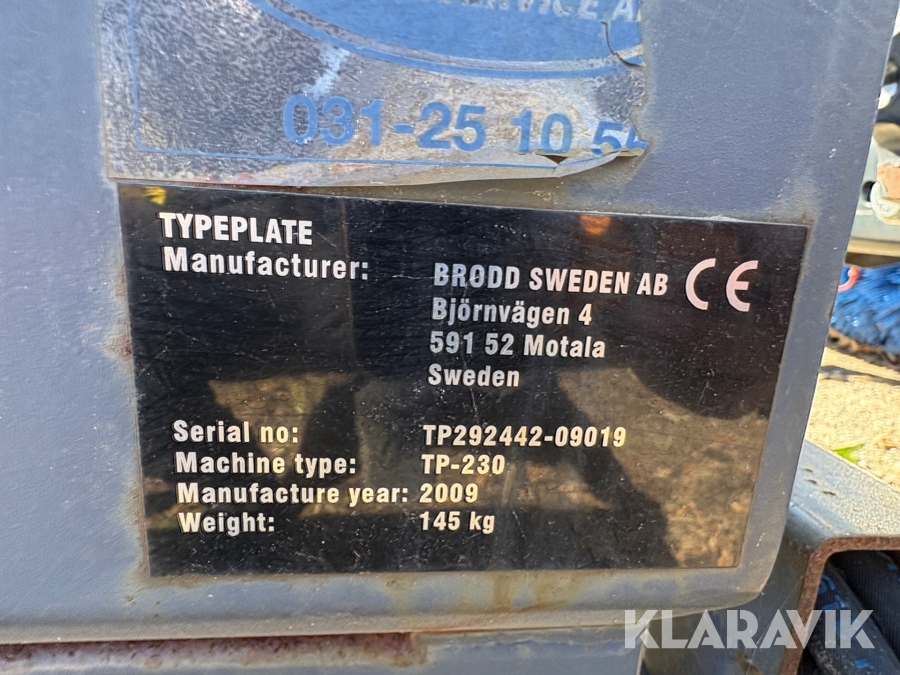 031-25 10 5
TYPEPLATE
Manufacturer: BRODD SWEDEN AB CE
Björnvägen 4
591 52 Motala
Sweden
Serial no: TP292442-09019
Machine type: TP-230
Manufacture year: 2009
Weight: 145 kg
KLARAVIK